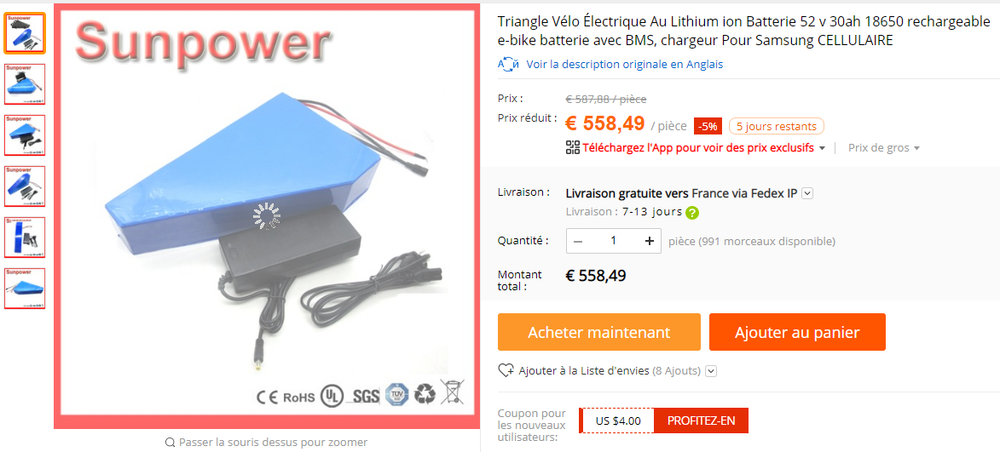 Sunpower
CE RoHS UL SGS TÜV
Passer la souris dessus pour zoomer
Triangle Vélo Électrique Au Lithium ion Batterie 52 v 30ah 18650 rechargeable
e-bike batterie avec BMS, chargeur Pour Samsung CELLULAIRE
Voir la description originale en Anglais
Prix :
€ 587,88 / pièce
Prix réduit :
€ 558,49 / pièce
-5%
5 jours restants
Téléchargez l'App pour voir des prix exclusifs
Prix de gros
Livraison :
Livraison gratuite vers France via Fedex IP
Livraison : 7-13 jours
Quantité :
1
pièce (991 morceaux disponible)
Montant
total :
€ 558,49
Acheter maintenant
Ajouter au panier
Ajouter à la Liste d'envies (8 Ajouts)
Coupon pour
les nouveaux
utilisateurs:
US $4.00
PROFITEZ-EN